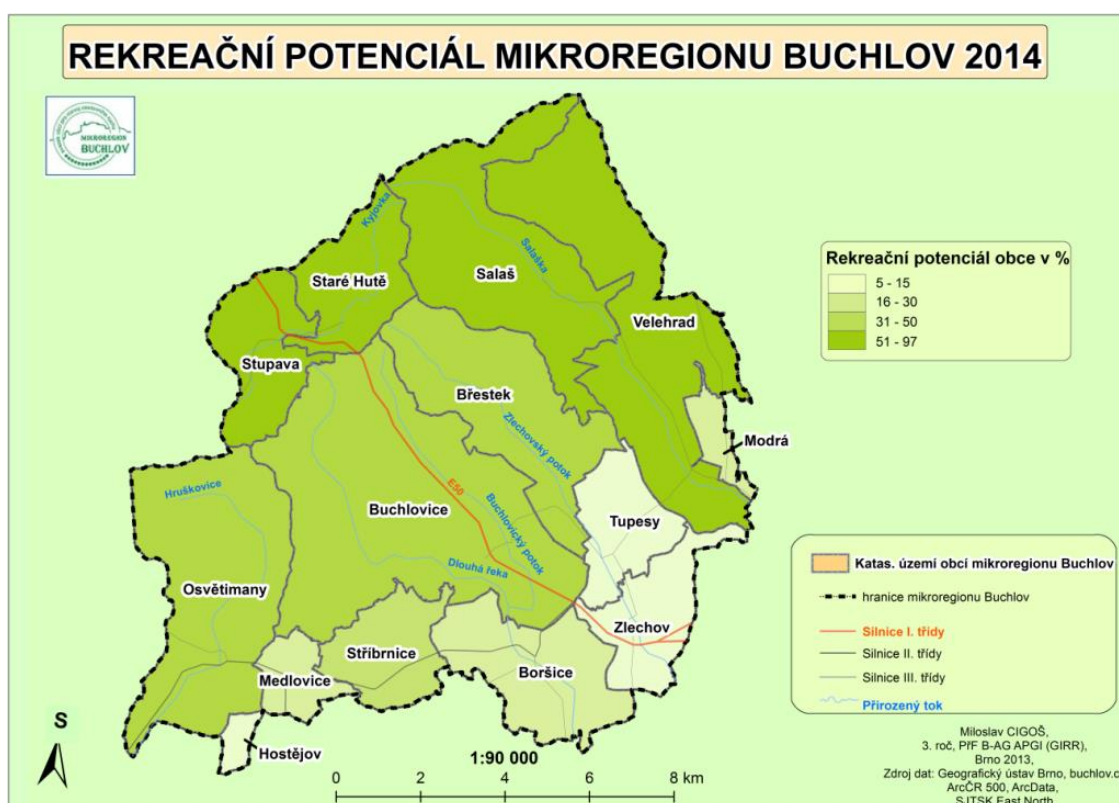 REKREAČNÍ POTENCIÁL MIKROREGIONU BUCHLOV 2014
MIKROREGION
BUCHLOV
Kyjovka
Salaška
Staré Hutě
Salaš
Velehrad
Stupava
Břestek
Zlechovský potok
Modrá
Hruškovice
E50
Buchlovice
Buchlovický potok
Tupesy
Dlouhá řeka
Osvětimany
Zlechov
Stříbrnice
Medlovice
Boršice
Hostějov
Rekreační potenciál obce v %
5 - 15
16 - 30
31 - 50
51 - 97
Katas. území obcí mikroregionu Buchlov
hranice mikroregionu Buchlov
Silnice I. třídy
Silnice II. třídy
Silnice III. třídy
Přirozený tok
S
1:90 000
0 2 4 6 8 km
Miloslav CIGOŠ,
3. roč, PřF B-AG APGI (GIRR),
Brno 2013,
Zdroj dat: Geografický ústav Brno, buchlov.c
ArcČR 500, ArcData,
SJTSK East North